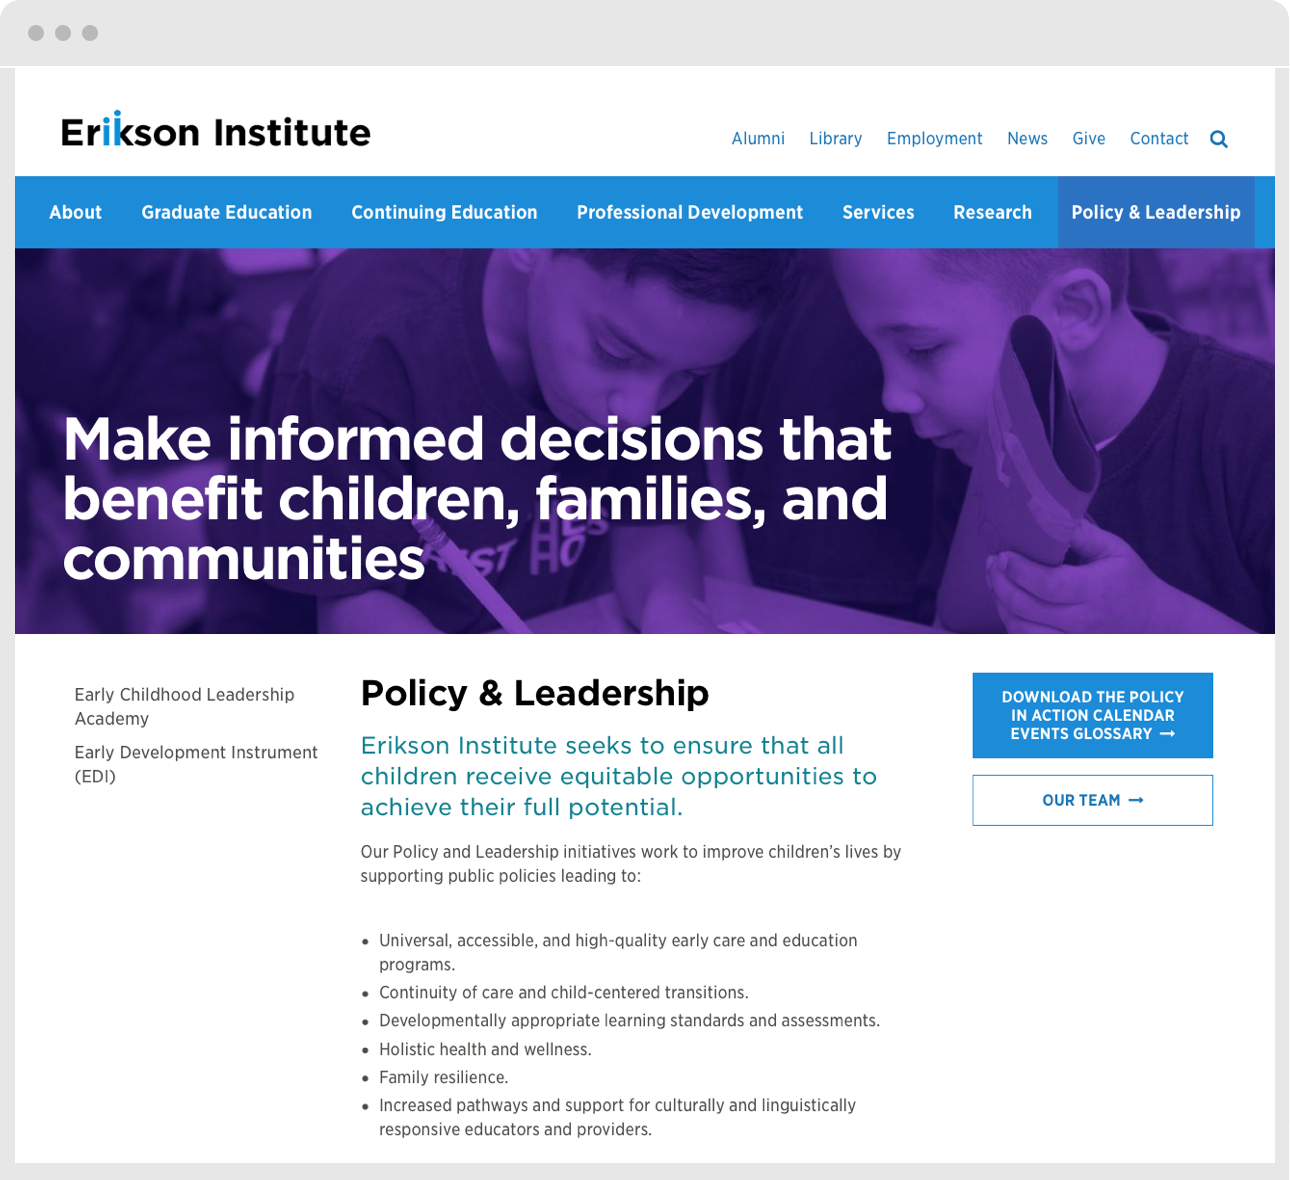 Erikson Institute
Alumni Library Employment News Give Contact
About Graduate Education Continuing Education Professional Development Services Research Policy & Leadership
Make informed decisions that
benefit children, families, and
communities
Early Childhood Leadership
Academy
Early Development Instrument
(EDI)
Policy & Leadership
Erikson Institute seeks to ensure that all
children receive equitable opportunities to
achieve their full potential.
Our Policy and Leadership initiatives work to improve children's lives by
supporting public policies leading to:
• Universal, accessible, and high-quality early care and education
programs.
• Continuity of care and child-centered transitions.
• Developmentally appropriate learning standards and assessments.
• Holistic health and wellness.
• Family resilience.
• Increased pathways and support for culturally and linguistically
responsive educators and providers.
DOWNLOAD THE POLICY
IN ACTION CALENDAR
EVENTS GLOSSARY →
OUR TEAM →